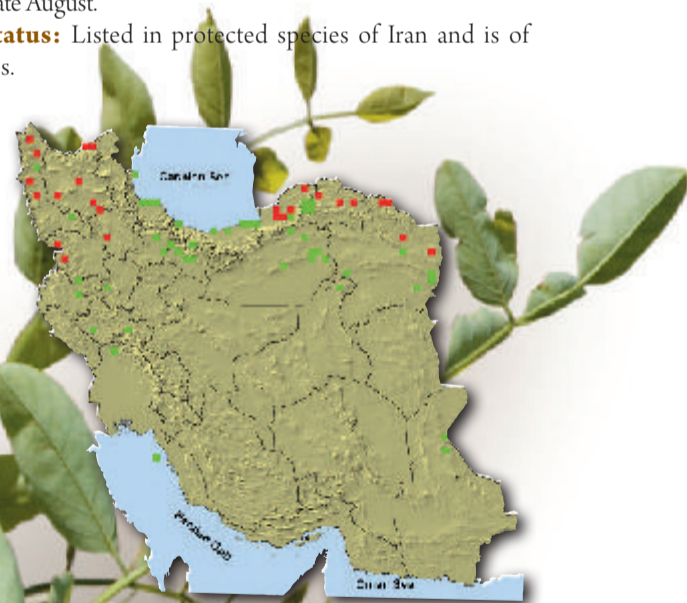 ate August.
tatus: Listed in protected species of Iran and is of
s.
Caspian Sea
Persian Gulf
Oman Sea